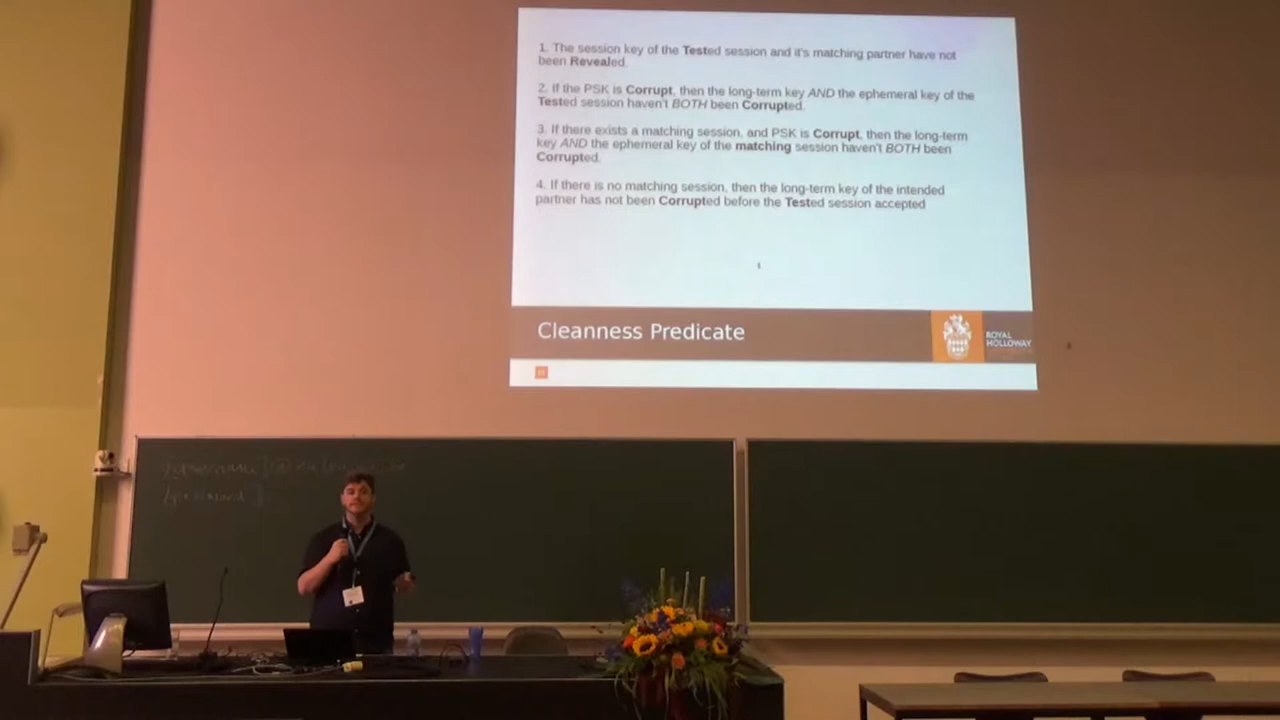 1. The session key of the Tested session and it's matching partner have not
been Revealed.
2. If the PSK is Corrupt, then the long-term key AND the ephemeral key of the
Tested session haven't BOTH been Corrupted.
3. If there exists a matching session, and PSK is Corrupt, then the long-term
key AND the ephemeral key of the matching session haven't BOTH been
Corrupted.
4. If there is no matching session, then the long-term key of the intended
partner has not been Corrupted before the Tested session accepted
Cleanness Predicate
ROYAL
HOLLOWAY